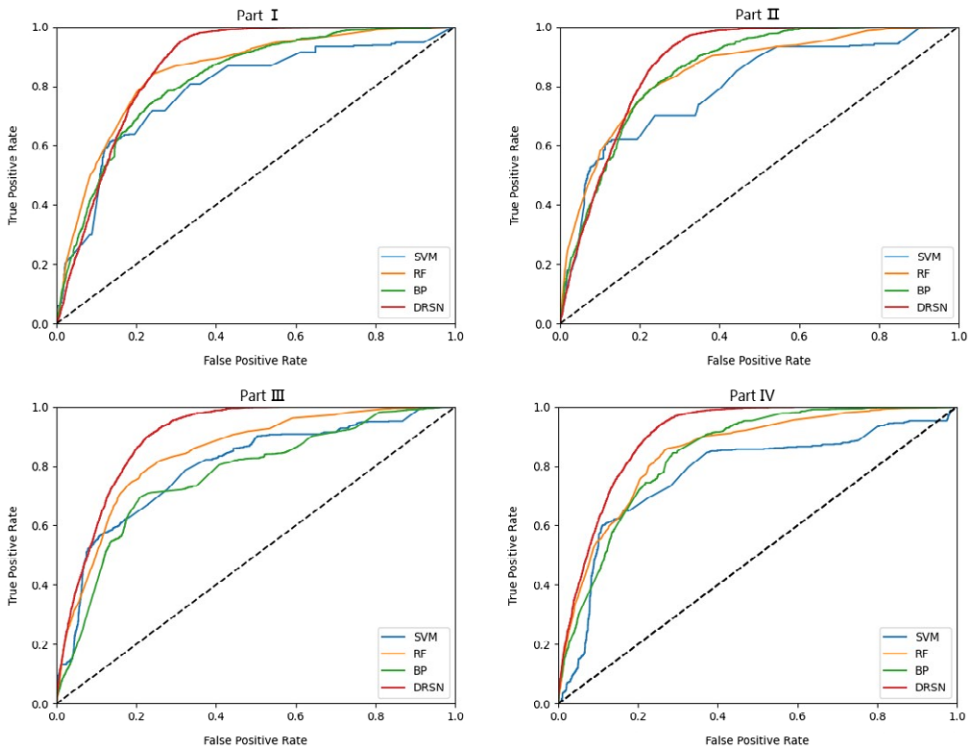 Part Ⅰ
1.0
0.8
0.6
0.4
0.2
0.0
True Positive Rate
0.0 0.2 0.4 0.6 0.8 1.0
False Positive Rate
SVM
RF
BP
DRSN
Part Ⅱ
1.0
0.8
0.6
0.4
0.2
0.0
True Positive Rate
0.0 0.2 0.4 0.6 0.8 1.0
False Positive Rate
SVM
RF
BP
DRSN
Part Ⅲ
1.0
0.8
0.6
0.4
0.2
0.0
True Positive Rate
0.0 0.2 0.4 0.6 0.8 1.0
False Positive Rate
SVM
RF
BP
DRSN
Part Ⅳ
1.0
0.8
0.6
0.4
0.2
0.0
True Positive Rate
0.0 0.2 0.4 0.6 0.8 1.0
False Positive Rate
SVM
RF
BP
DRSN